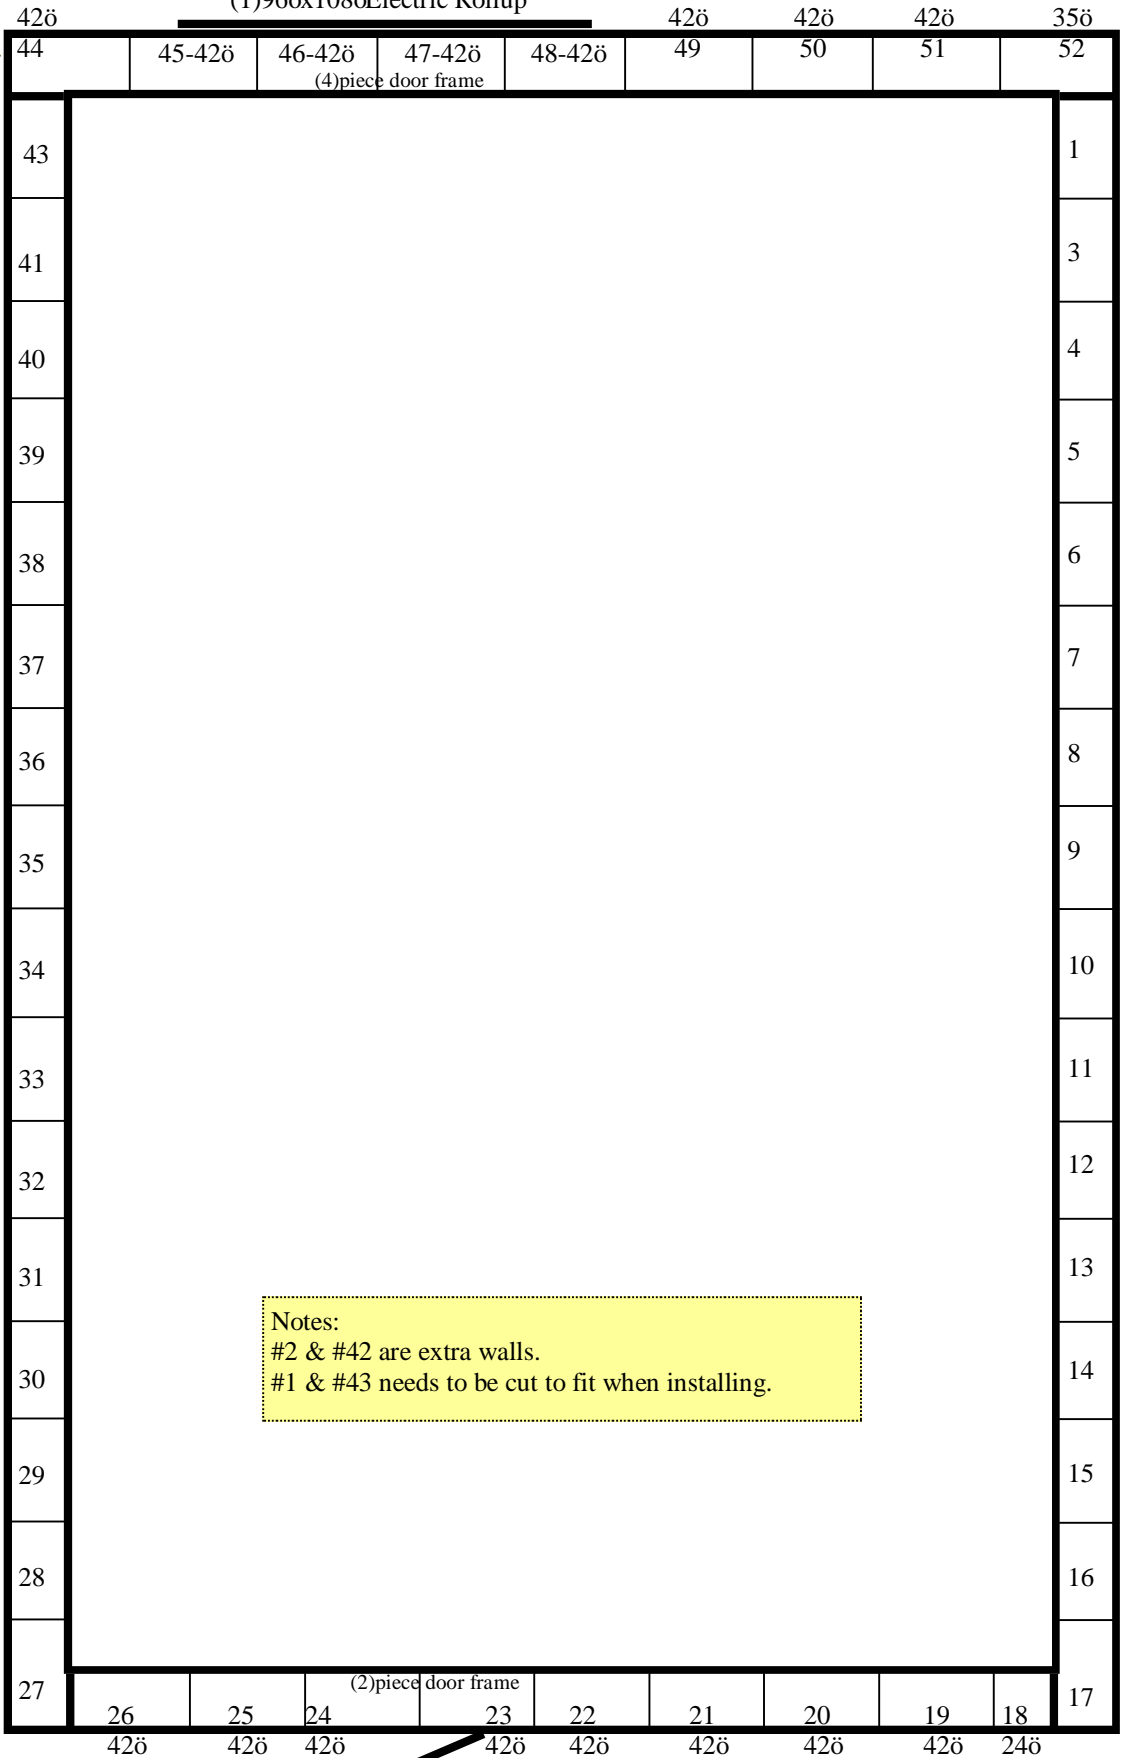 (1)96öx108öElectric Rollup
42ö 42ö 42ö 42ö 35ö
44 45-42ö 46-42ö 47-42ö 48-42ö 49 50 51 52
(4)piece door frame
43 1
41 3
40 4
39 5
38 6
37 7
36 8
35 9
34 10
33 11
32 12
31 13
Notes:
#2 & #42 are extra walls.
#1 & #43 needs to be cut to fit when installing.
30 14
29 15
28 16
(2)piece door frame
27 17
26 25 24 23 22 21 20 19 18
42ö 42ö 42ö 42ö 42ö 42ö 42ö 42ö 24ö